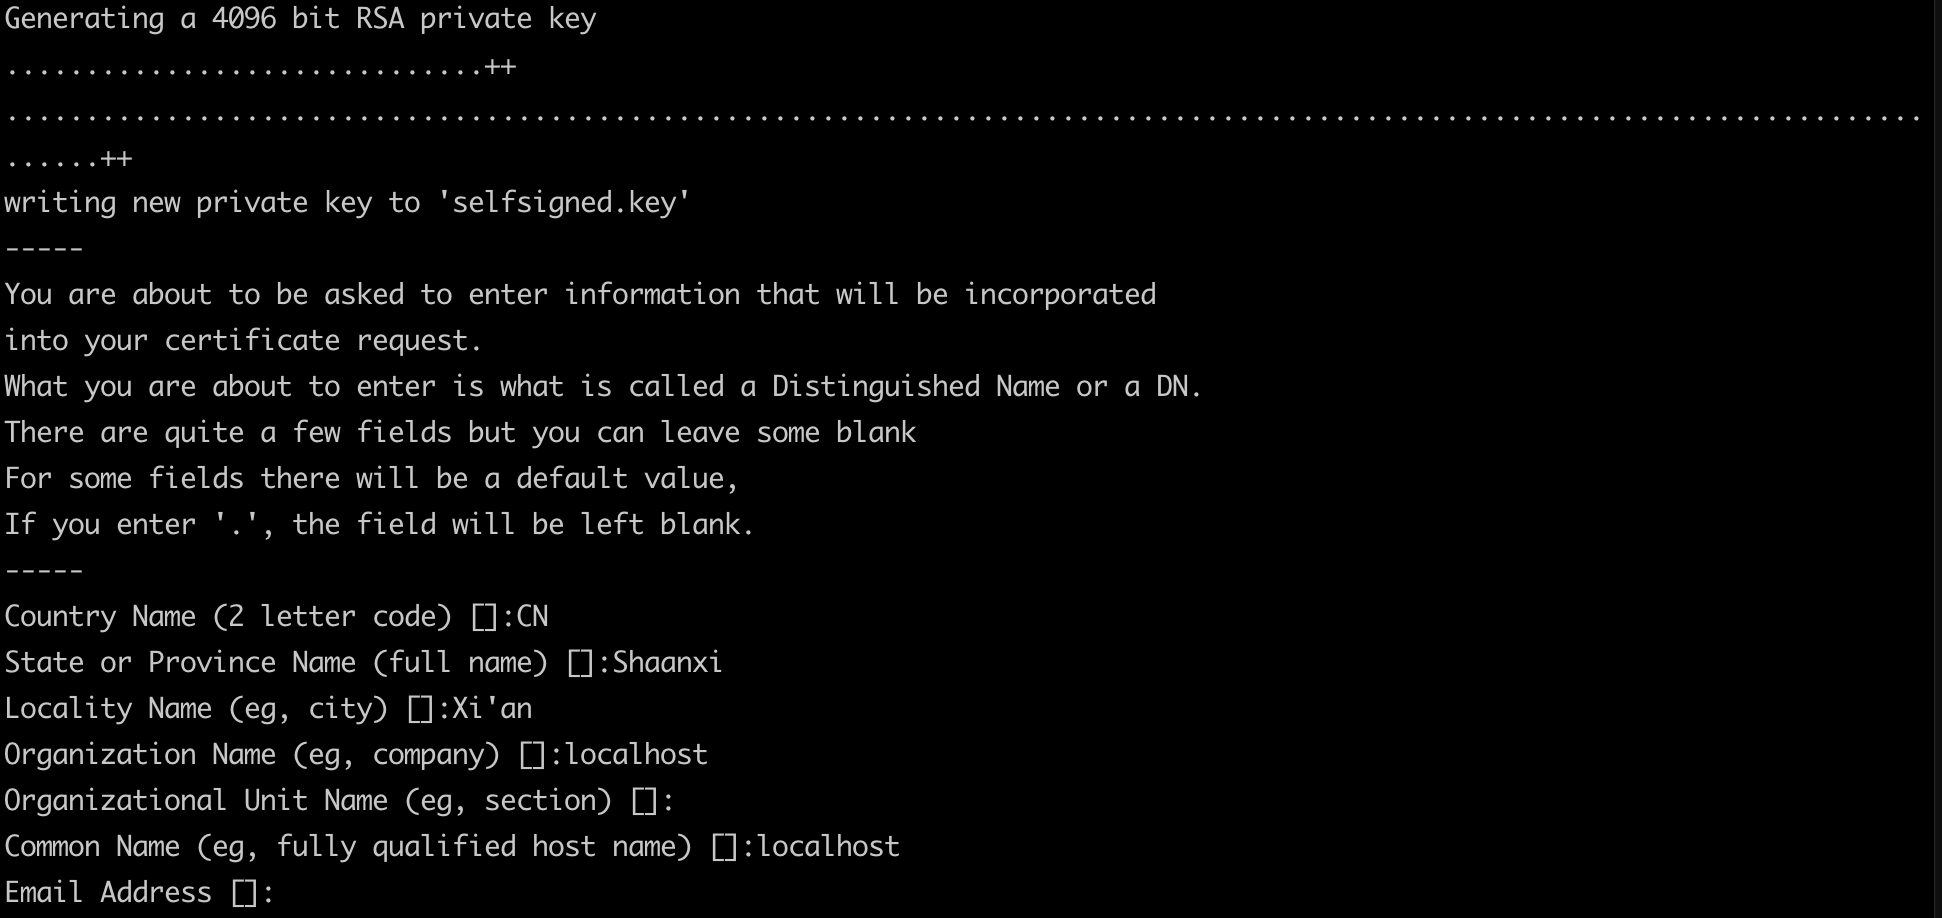 Generating a 4096 bit RSA private key
..............................++
........................................................................................................................
......++
writing new private key to 'selfsigned.key'
-----
You are about to be asked to enter information that will be incorporated
into your certificate request.
What you are about to enter is what is called a Distinguished Name or a DN.
There are quite a few fields but you can leave some blank
For some fields there will be a default value,
If you enter '.', the field will be left blank.
-----
Country Name (2 letter code) []:CN
State or Province Name (full name) []:Shaanxi
Locality Name (eg, city) []:Xi'an
Organization Name (eg, company) []:localhost
Organizational Unit Name (eg, section) []:
Common Name (eg, fully qualified host name) []:localhost
Email Address []: